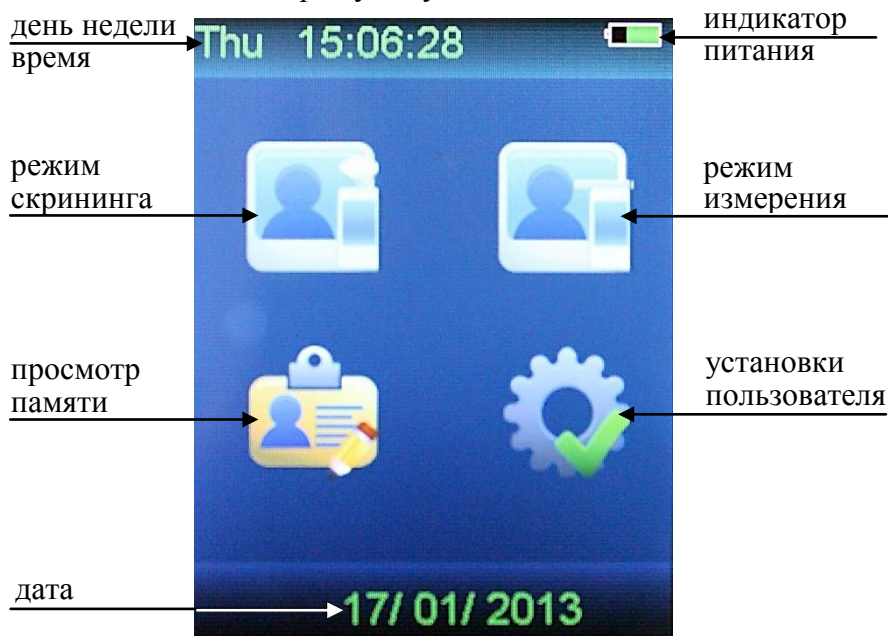 день недели
время
Thu 15:06:28
индикатор
питания
режим
скрининга
режим
измерения
просмотр
памяти
установки
пользователя
дата
17/ 01/ 2013